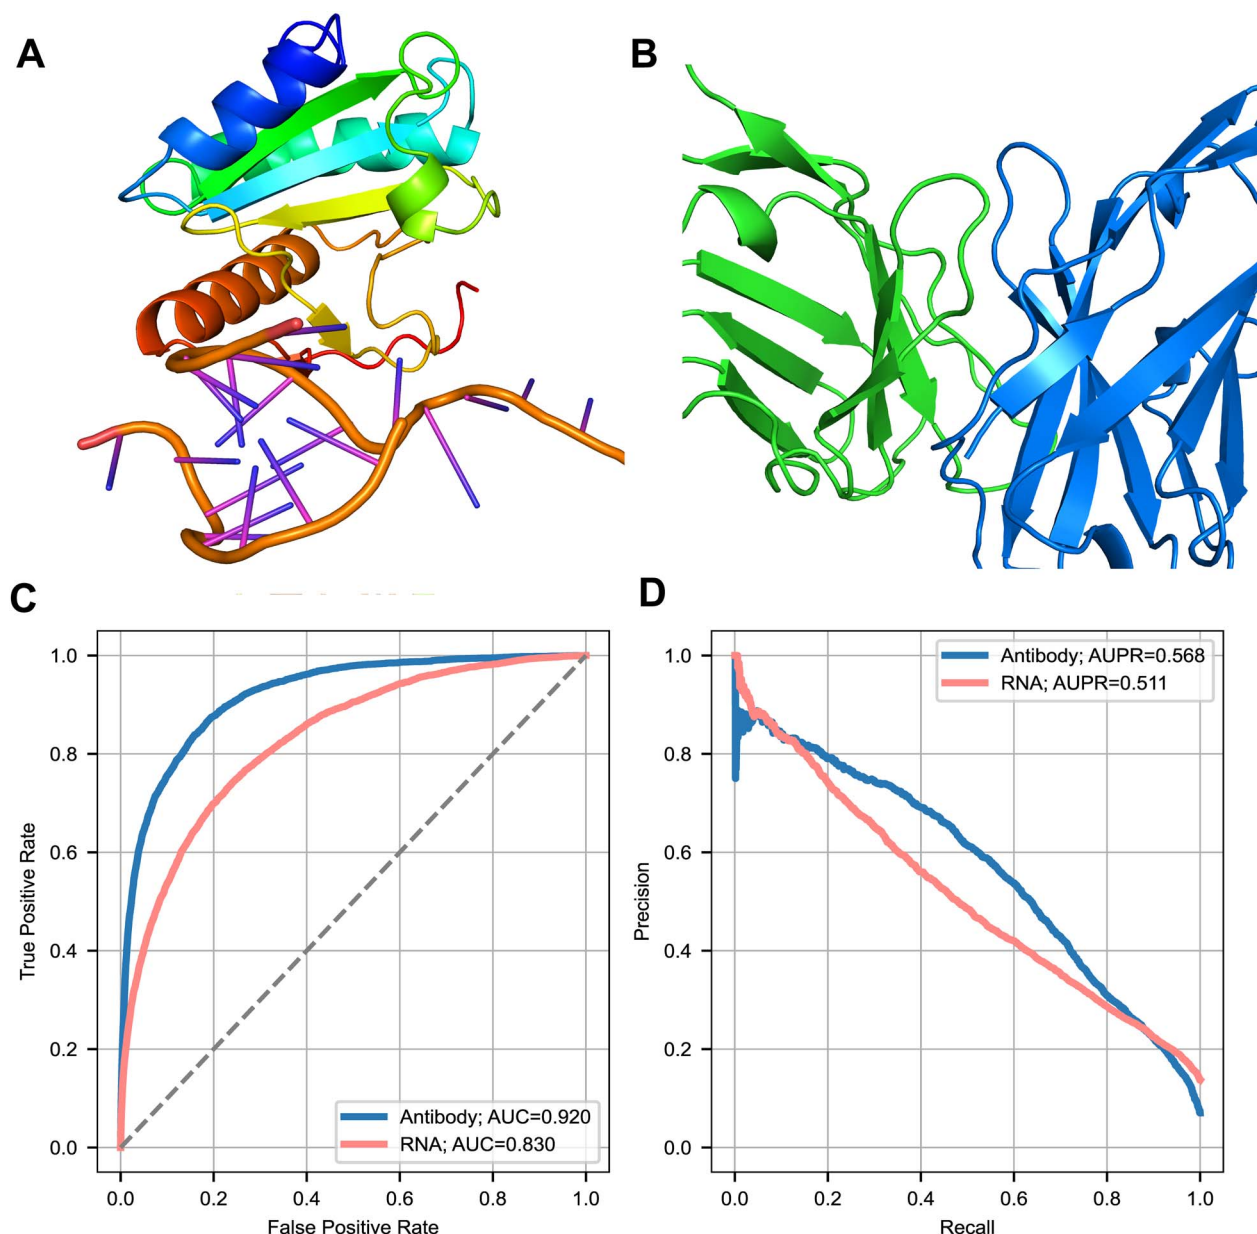 A
B
C
1.0
0.8
0.6
0.4
0.2
0.0
True Positive Rate
Antibody; AUC=0.920
RNA; AUC=0.830
0.0 0.2 0.4 0.6 0.8 1.0
False Positive Rate
D
1.0
0.8
0.6
0.4
0.2
0.0
Precision
Antibody; AUPR=0.568
RNA; AUPR=0.511
0.0 0.2 0.4 0.6 0.8 1.0
Recall